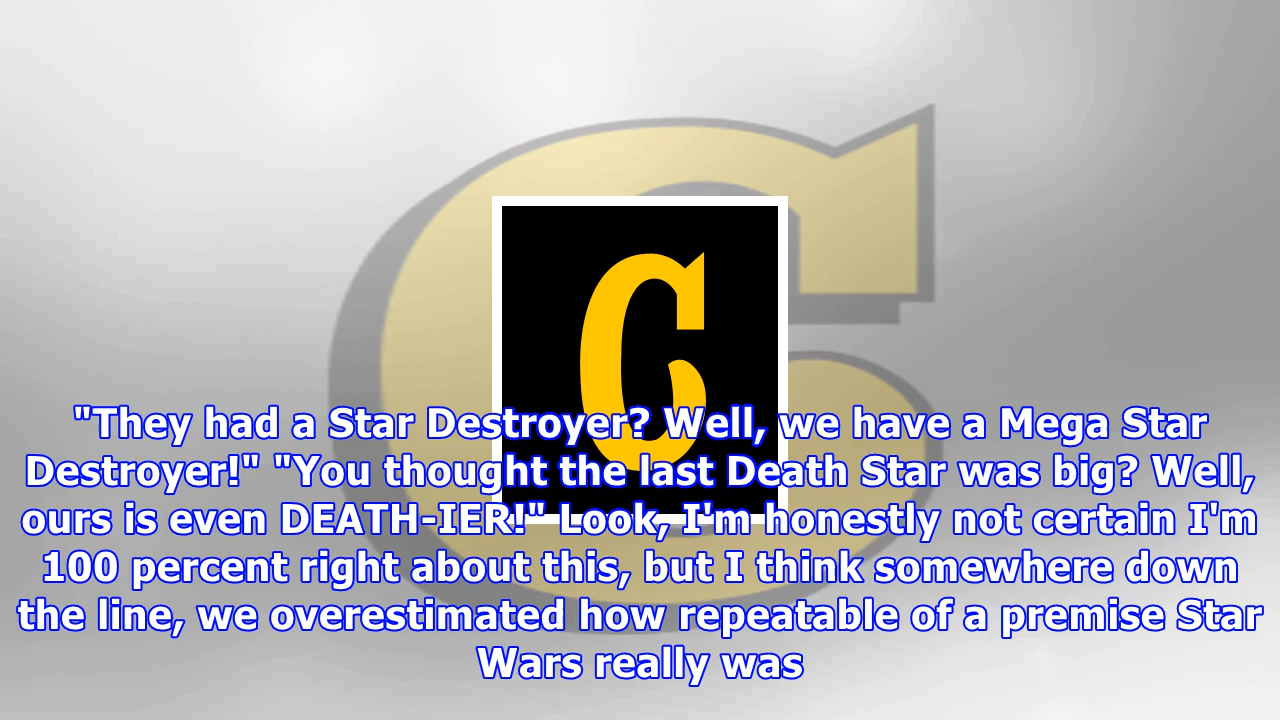 C
"They had a Star Destroyer? Well, we have a Mega Star
Destroyer!" "You thought the last Death Star was big? Well,
ours is even DEATH-IER!" Look, I'm honestly not certain I'm
100 percent right about this, but I think somewhere down
the line, we overestimated how repeatable of a premise Star
Wars really was